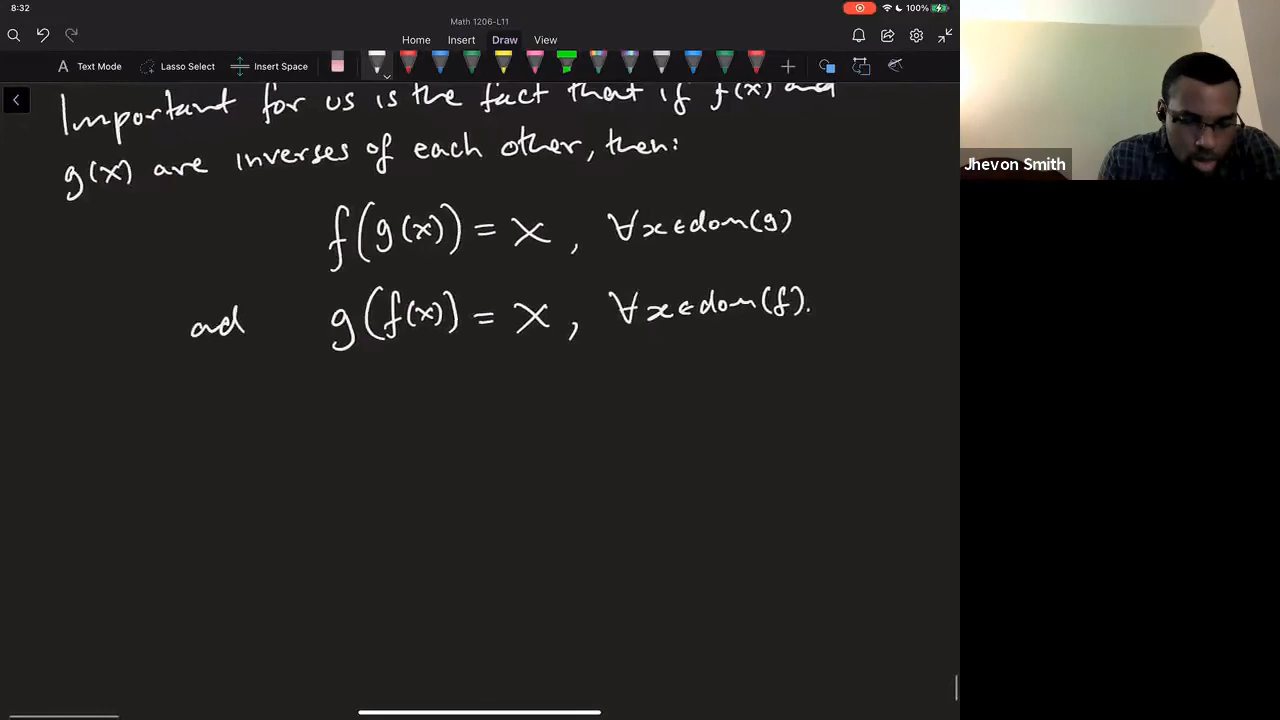 8:32
100%
Math 1206-L11
Home Insert Draw View
Text Mode Lasso Select Insert Space
Important for us is the fact that if f(x) and
g(x) are inverses of each other, then:
f(g(x)) = x , ∀x∈dom(g)
ad g(f(x)) = x , ∀x∈dom(f).
Jhevon Smith